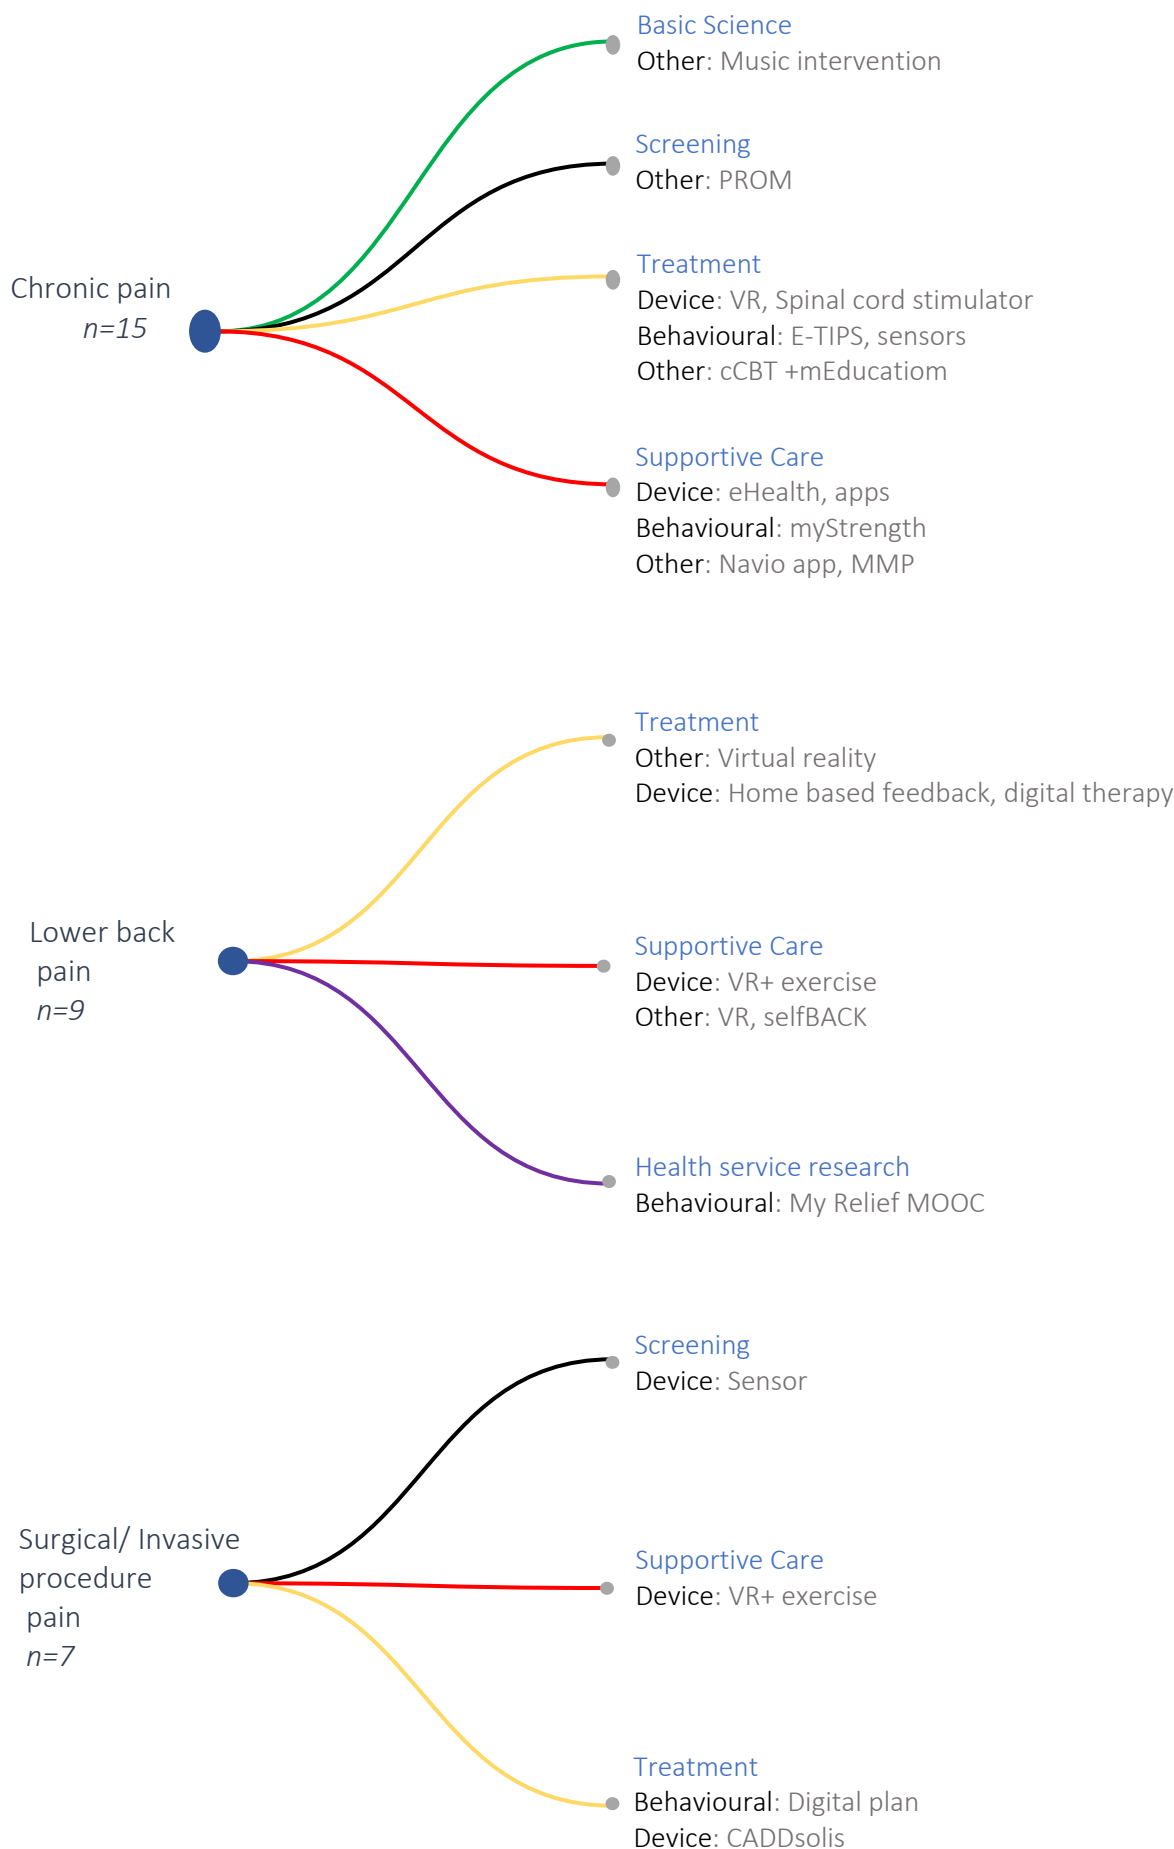 Basic Science
Other: Music intervention
Screening
Other: PROM
Chronic pain
n=15
Treatment
Device: VR, Spinal cord stimulator
Behavioural: E-TIPS, sensors
Other: cCBT +mEducatiom
Supportive Care
Device: eHealth, apps
Behavioural: myStrength
Other: Navio app, MMP
Treatment
Other: Virtual reality
Device: Home based feedback, digital therapy
Lower back
pain
n=9
Supportive Care
Device: VR+ exercise
Other: VR, selfBACK
Health service research
Behavioural: My Relief MOOC
Screening
Device: Sensor
Surgical/ Invasive
procedure
pain
n=7
Supportive Care
Device: VR+ exercise
Treatment
Behavioural: Digital plan
Device: CADDsolis